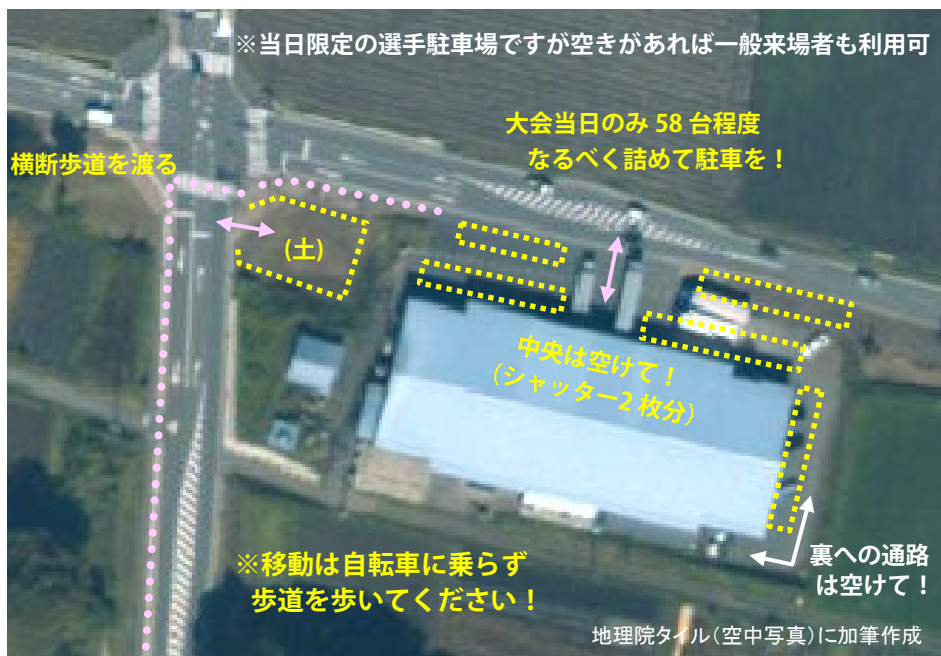 ※当日限定の選手駐車場ですが空きがあれば一般来場者も利用可
大会当日のみ 58 台程度
なるべく詰めて駐車を！
横断歩道を渡る
(土)
中央は空けて！
（シャッター2 枚分）
裏への通路
は空けて！
※移動は自転車に乗らず
歩道を歩いてください！
地理院タイル（空中写真）に加筆作成